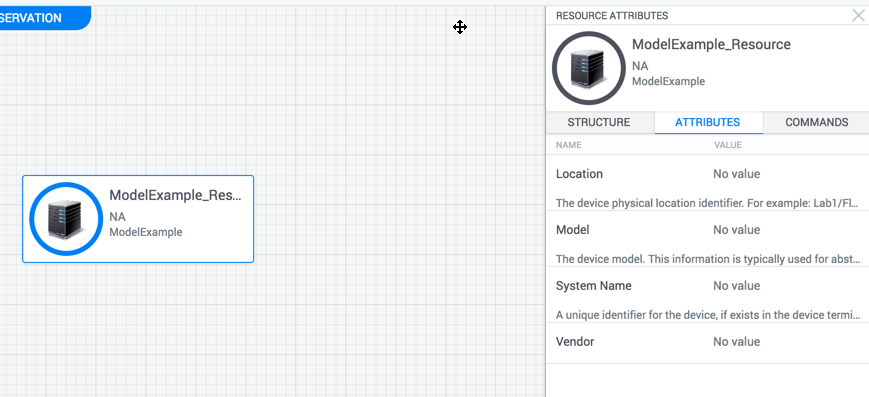 SERVATION
ModelExample_Res...
NA
ModelExample
RESOURCE ATTRIBUTES
ModelExample_Resource
NA
ModelExample
STRUCTURE ATTRIBUTES COMMANDS
NAME VALUE
Location No value
The device physical location identifier. For example: Lab1/Fl...
Model No value
The device model. This information is typically used for abst...
System Name No value
A unique identifier for the device, if exists in the device termi...
Vendor No value